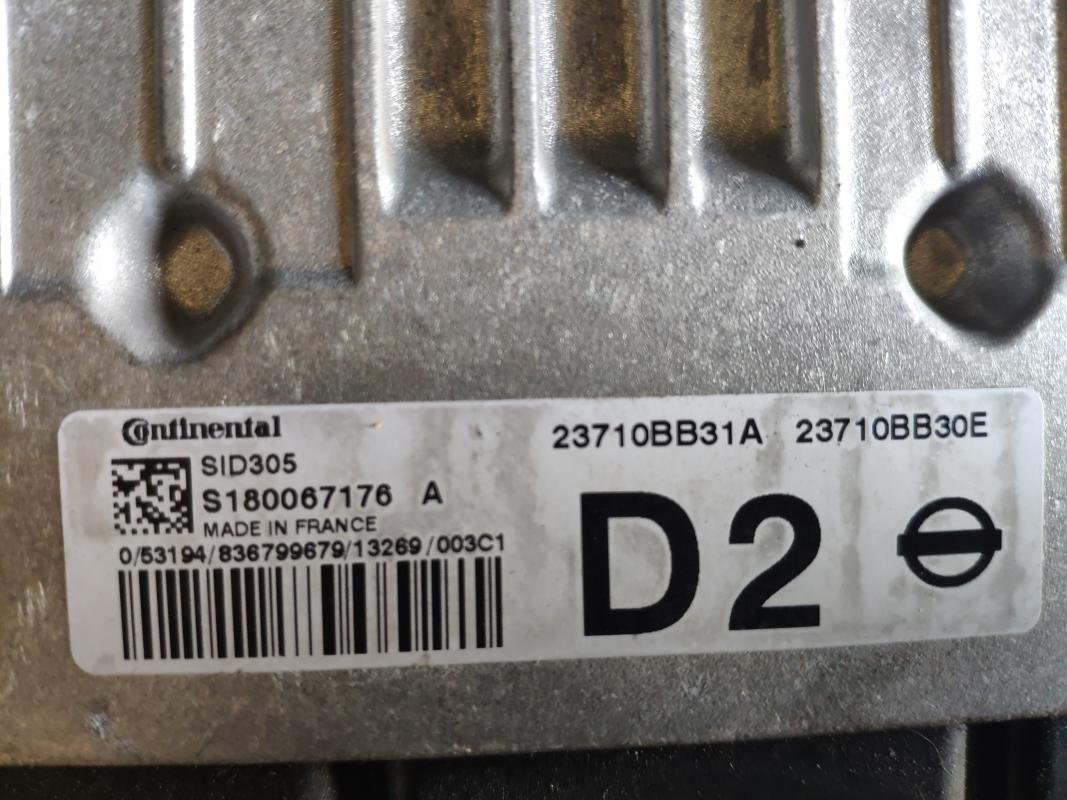 Continental
SID305
S180067176 A
MADE IN FRANCE
0/53194/836799679/13269/003C1
23710BB31A 23710BB30E
D2